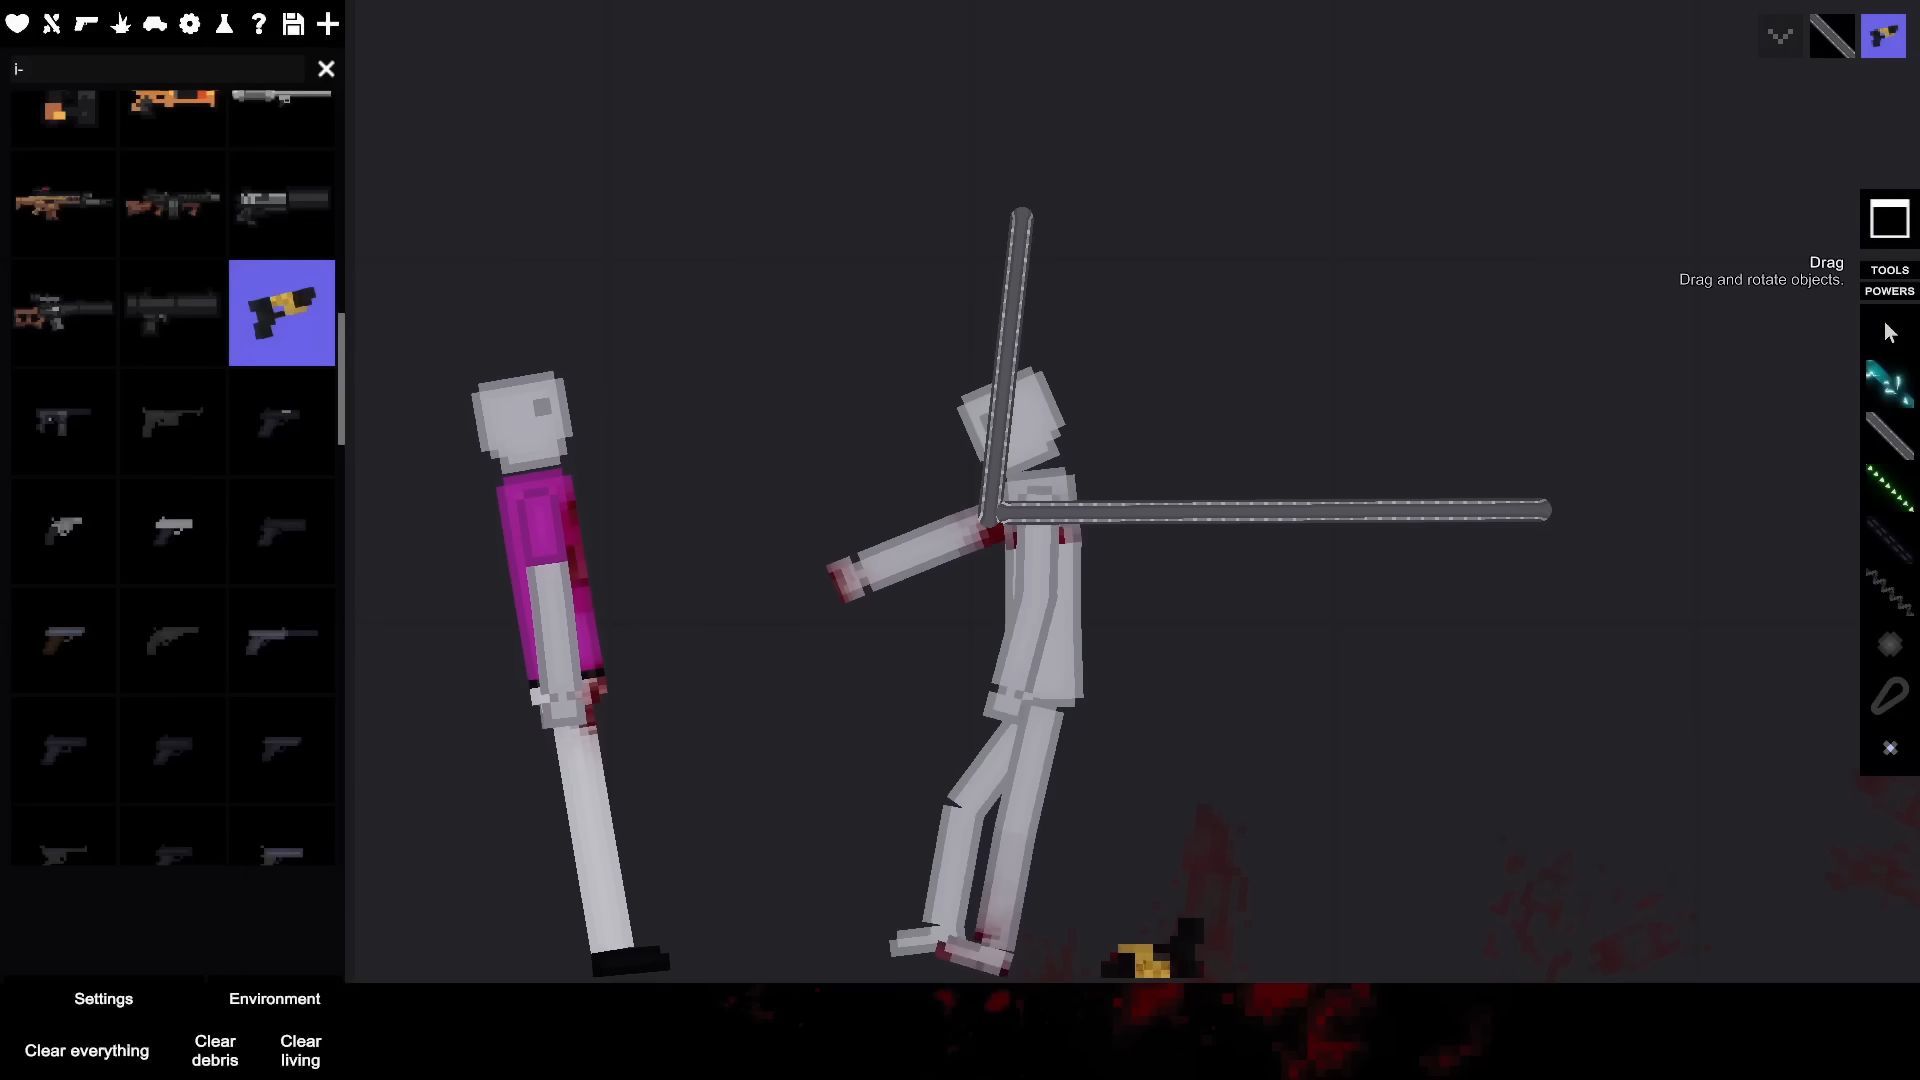 i-
Drag
Drag and rotate objects.
TOOLS
POWERS
Settings
Environment
Clear everything
Clear
debris
Clear
living